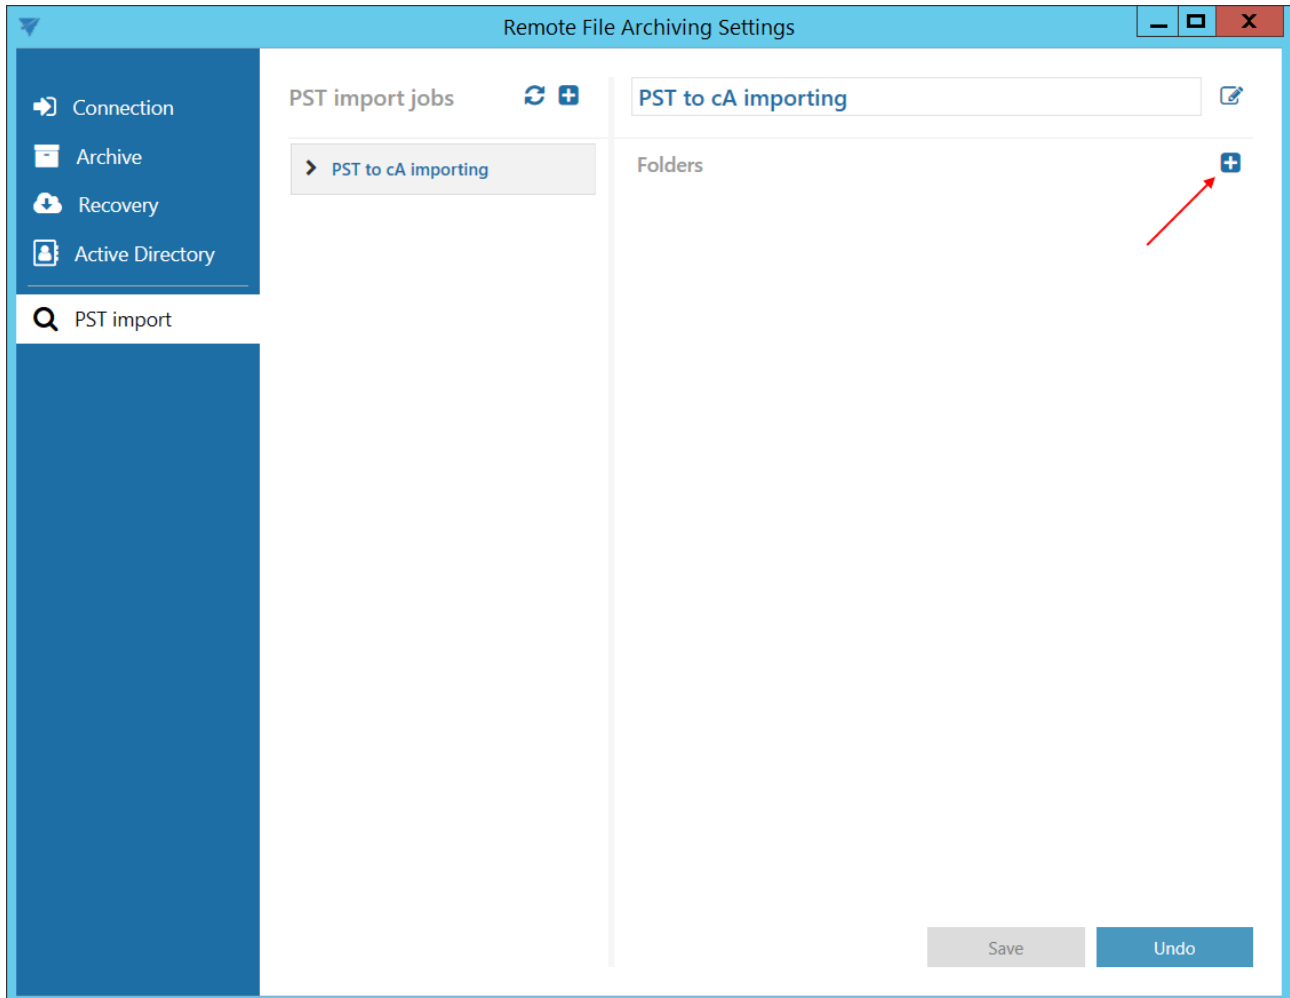 Remote File Archiving Settings
Connection
Archive
Recovery
Active Directory
PST import
PST import jobs
PST to cA importing
PST to cA importing
Folders
Save
Undo